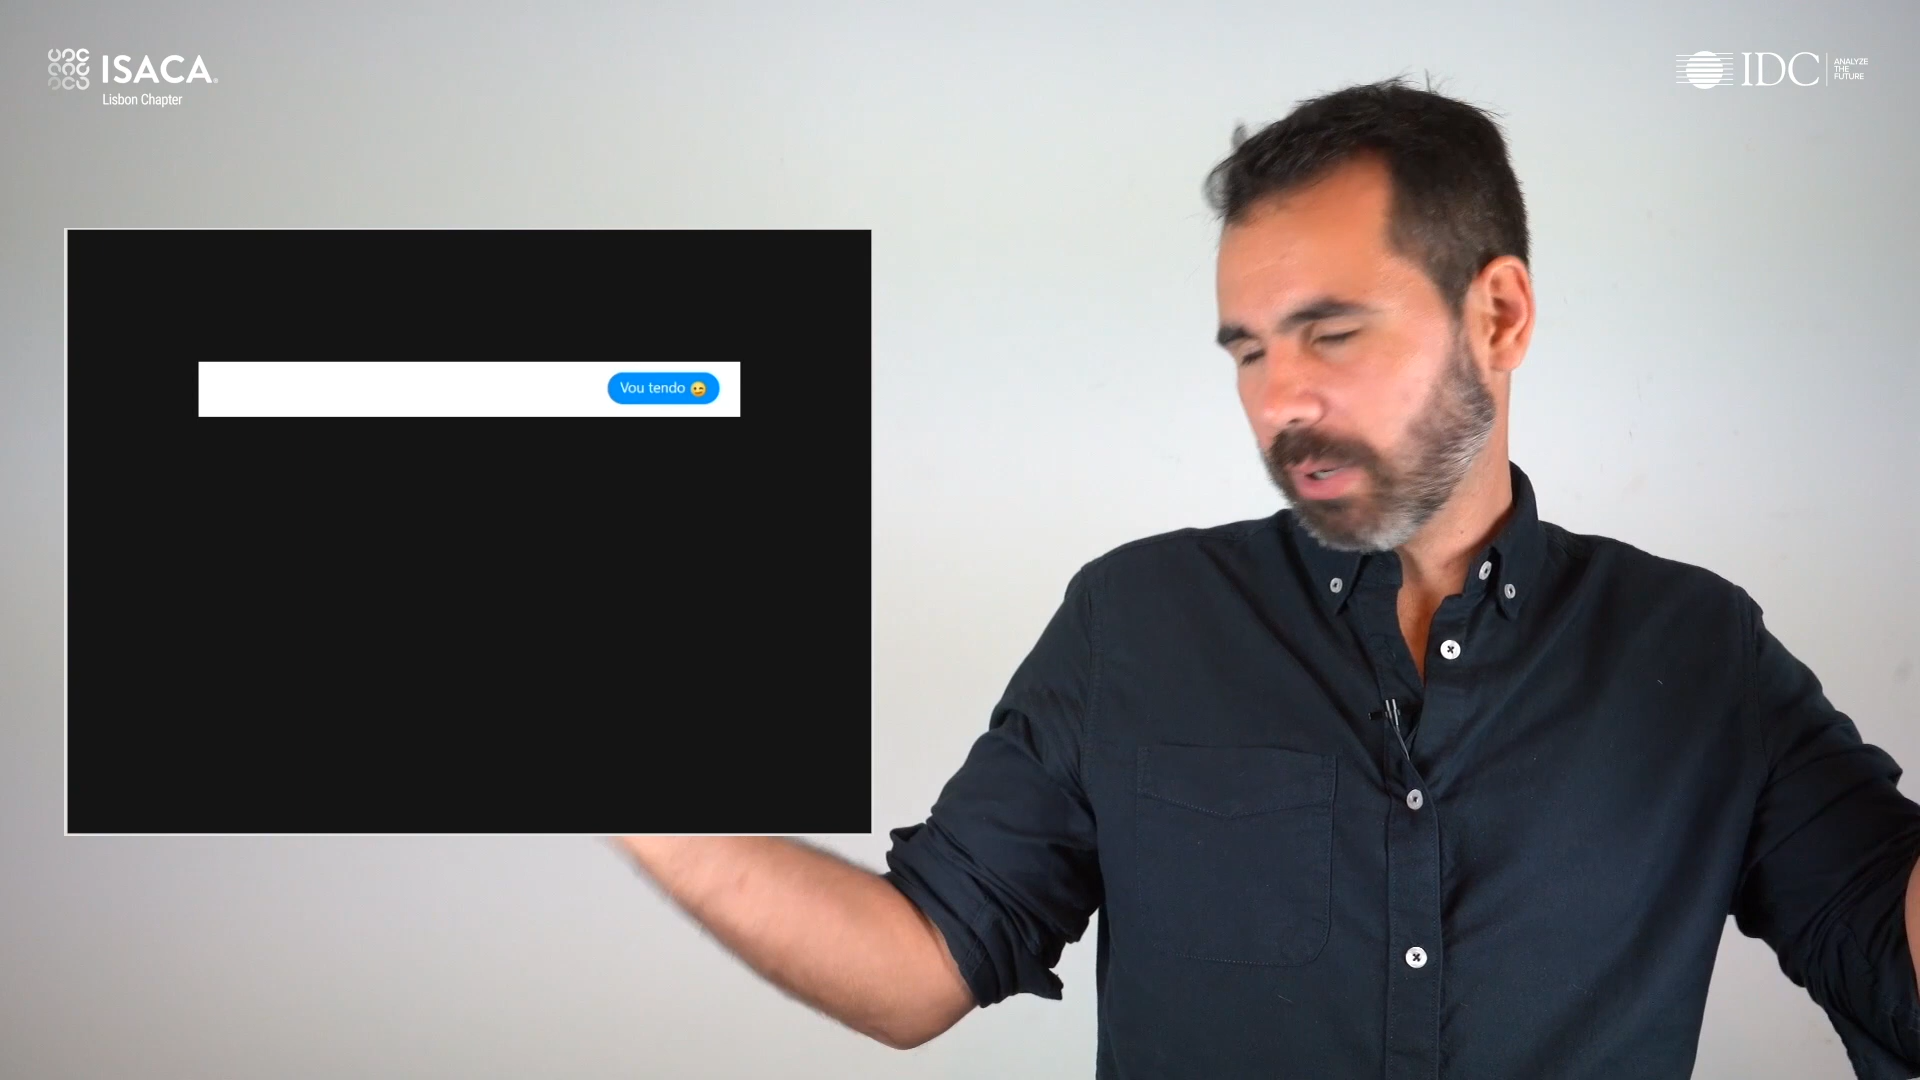 ISACA
Lisbon Chapter
IDC
ANALYZE
THE
FUTURE
Vou tendo 😉